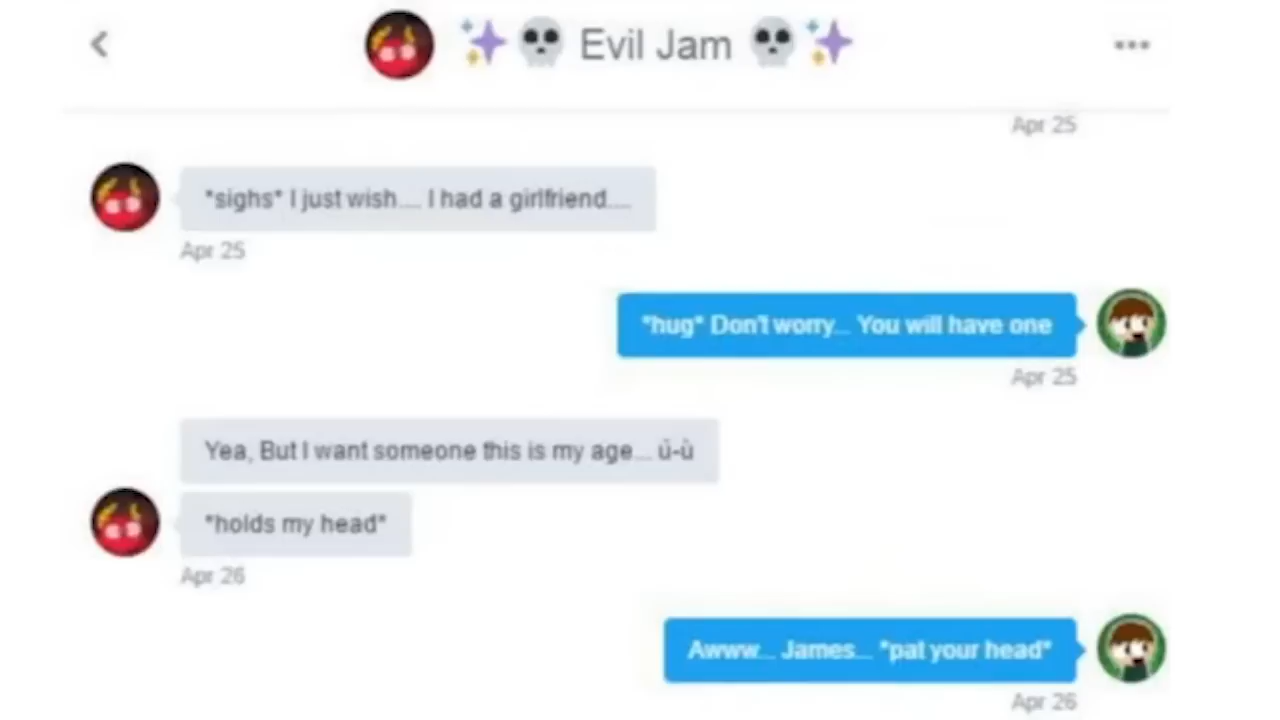 ✨💀 Evil Jam 💀✨
Apr 25
*sighs* I just wish.... I had a girlfriend....
Apr 25
*hug* Don't worry... You will have one
Apr 25
Yea, But I want someone this is my age... ú-ù
*holds my head*
Apr 26
Awww... James... *pat your head*
Apr 26